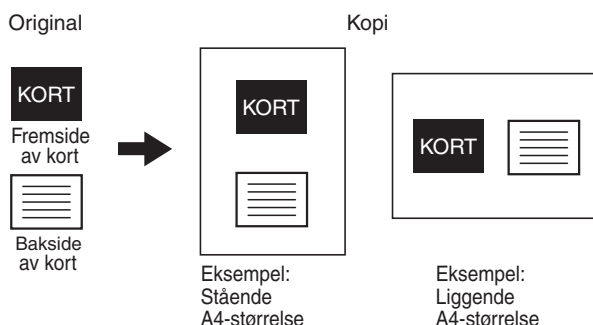 Original
Kopi
KORT
Fremside
av kort
Bakside
av kort
KORT
Eksempel:
Stående
A4-størrelse
KORT
Eksempel:
Liggende
A4-størrelse